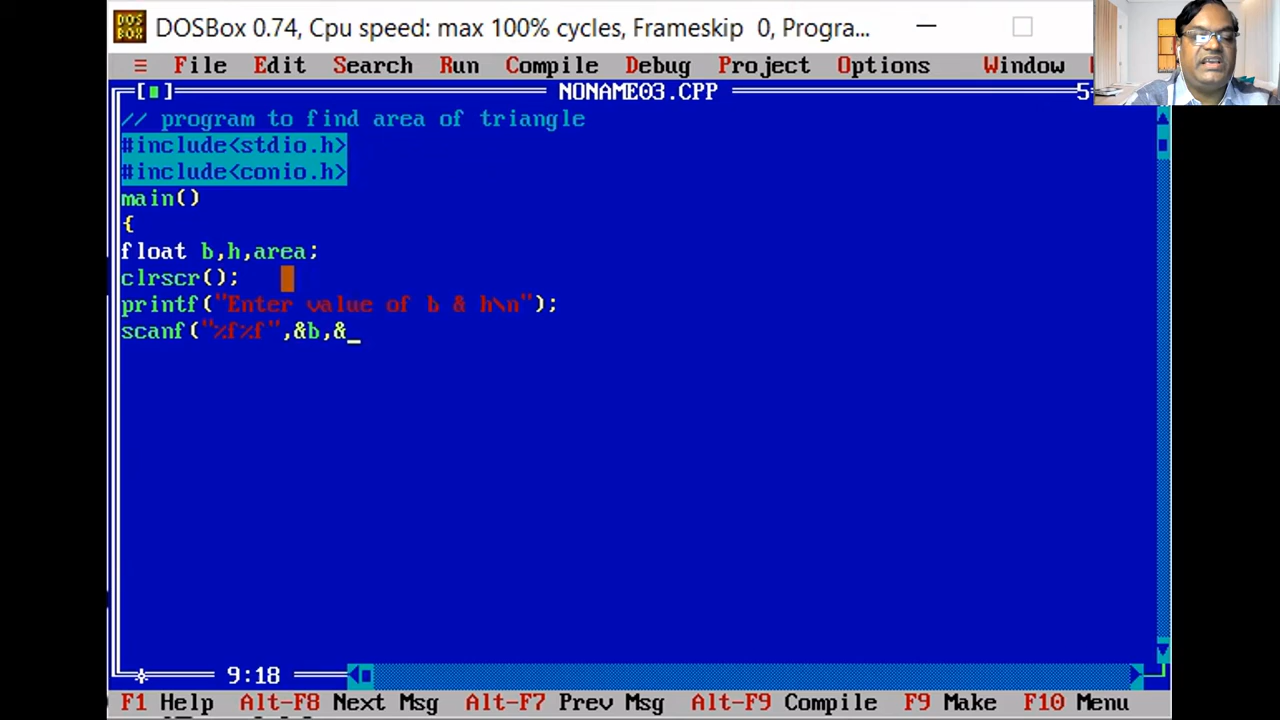 DOSBox 0.74, Cpu speed: max 100% cycles, Frameskip 0, Progra...
≡ File Edit Search Run Compile Debug Project Options Window
[■] NONAME03.CPP 5
// program to find area of triangle
#include<stdio.h>
#include<conio.h>
main()
{
float b,h,area;
clrscr();
printf("Enter value of b & h\n");
scanf("%f%f",&b,&_
9:18
F1 Help Alt-F8 Next Msg Alt-F7 Prev Msg Alt-F9 Compile F9 Make F10 Menu